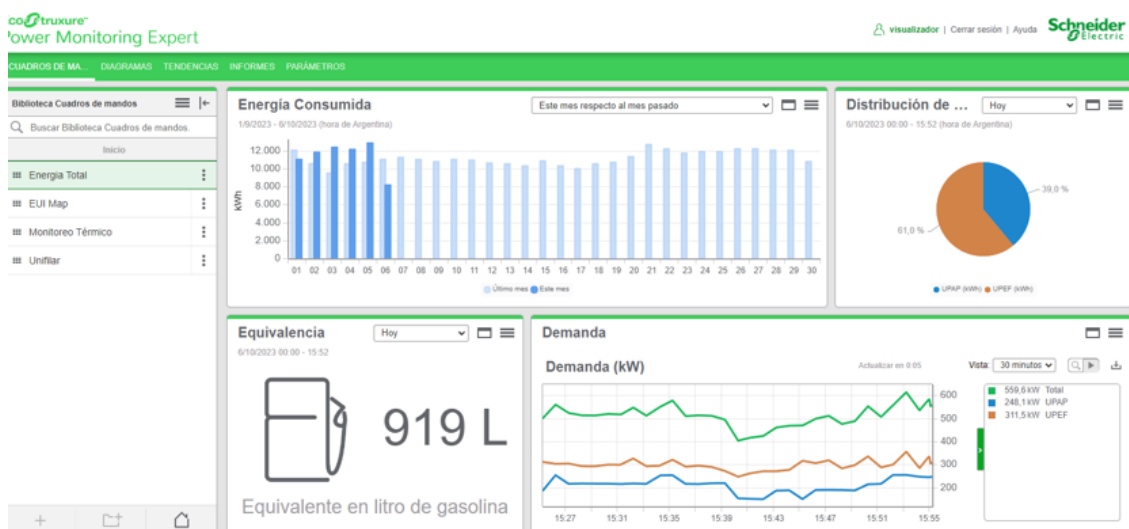 co truxure™
Power Monitoring Expert
visualizador | Cerrar sesión | Ayuda
Schneider Electric
CUADROS DE MA... DIAGRAMAS TENDENCIAS INFORMES PARÁMETROS
Biblioteca Cuadros de mandos
Buscar Biblioteca Cuadros de mandos.
Inicio
Energia Total
EUI Map
Monitoreo Térmico
Unifilar
Energía Consumida
Este mes respecto al mes pasado
1/9/2023 - 6/10/2023 (hora de Argentina)
kWh
12.000
10.000
8.000
6.000
4.000
2.000
0
01 02 03 04 05 06 07 08 09 10 11 12 13 14 15 16 17 18 19 20 21 22 23 24 25 26 27 28 29 30
Último mes Este mes
Distribución de ...
Hoy
6/10/2023 00:00 - 15:52 (hora de Argentina)
39,0 %
61,0 %
UPAP (kWh) UPEF (kWh)
Equivalencia
Hoy
6/10/2023 00:00 - 15:52
919 L
Equivalente en litro de gasolina
Demanda
Demanda (kW)
Actualizar en 0:05
Vista: 30 minutos
600
500
400
300
200
15:27 15:31 15:35 15:39 15:43 15:47 15:51 15:55
559,6 kW Total
248,1 kW UPAP
311,5 kW UPEF